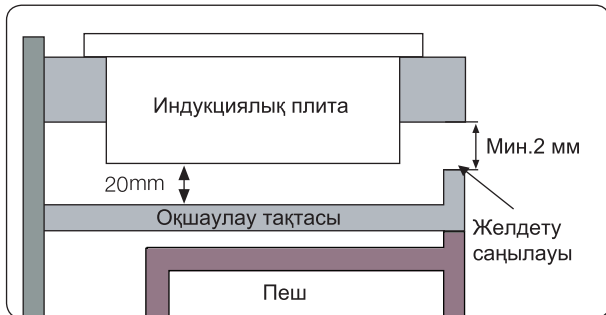 Индукциялық плита
Мин.2 мм
20mm
Оқшаулау тақтасы
Желдету
саңылауы
Пеш